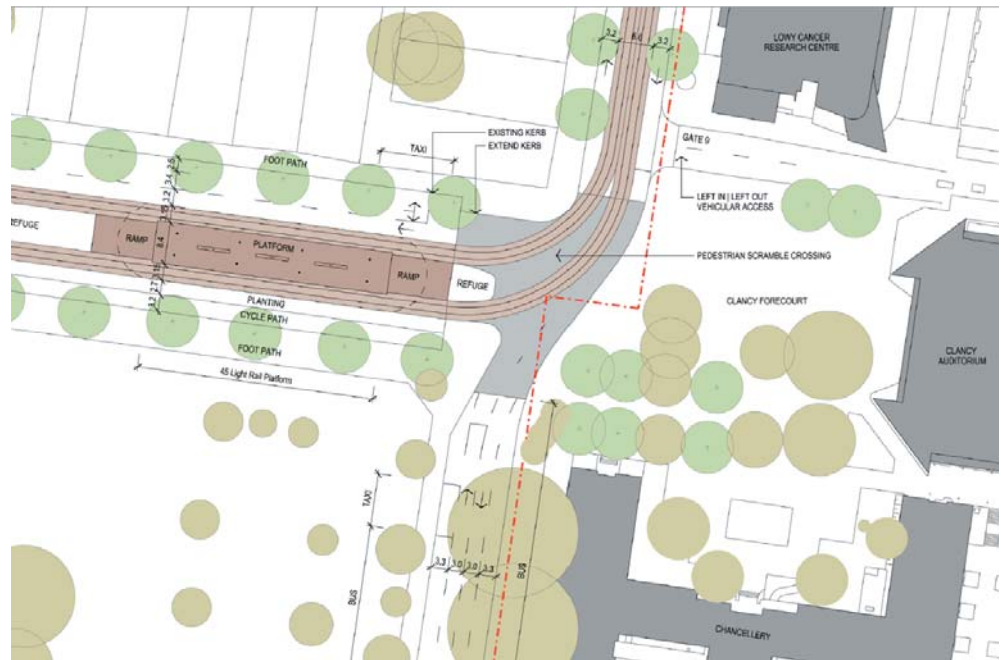 LOWY CANCER
RESEARCH CENTRE
3.2
6.0
3.2
GATE 9
EXISTING KERB
EXTEND KERB
TAXI
FOOT PATH
LEFT IN | LEFT OUT
VEHICULAR ACCESS
REFUGE
RAMP
PLATFORM
RAMP
REFUGE
6.4
PEDESTRIAN SCRAMBLE CROSSING
PLANTING
CYCLE PATH
FOOT PATH
CLANCY FORECOURT
CLANCY
AUDITORIUM
45 Light Rail Platform
TAXI
BUS
BUS
3.3
3.0
3.0
3.3
CHANCELLERY